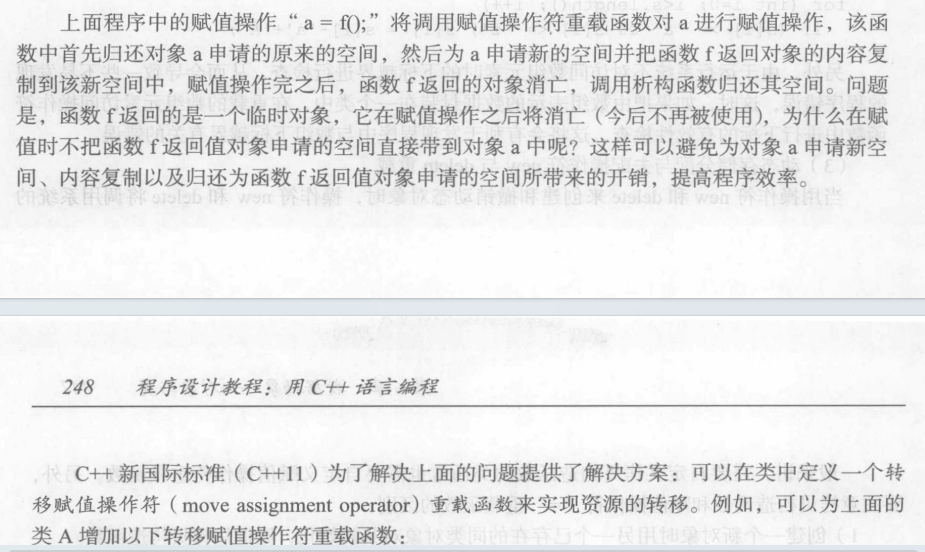 上面程序中的赋值操作“a = f();”将调用赋值操作符重载函数对 a 进行赋值操作，该函
数中首先归还对象 a 申请的原来的空间，然后为 a 申请新的空间并把函数 f 返回对象的内容复
制到该新空间中，赋值操作完之后，函数 f 返回的对象消亡，调用析构函数归还其空间。问题
是，函数 f 返回的是一个临时对象，它在赋值操作之后将消亡（今后不再被使用），为什么在赋
值时不把函数 f 返回值对象申请的空间直接带到对象 a 中呢？这样可以避免为对象 a 申请新空
间、内容复制以及归还为函数 f 返回值对象申请的空间所带来的开销，提高程序效率。
248 程序设计教程：用 C++ 语言编程
C++ 新国际标准（C++11）为了解决上面的问题提供了解决方案：可以在类中定义一个转
移赋值操作符（move assignment operator）重载函数来实现资源的转移。例如，可以为上面的
类 A 增加以下转移赋值操作符重载函数：